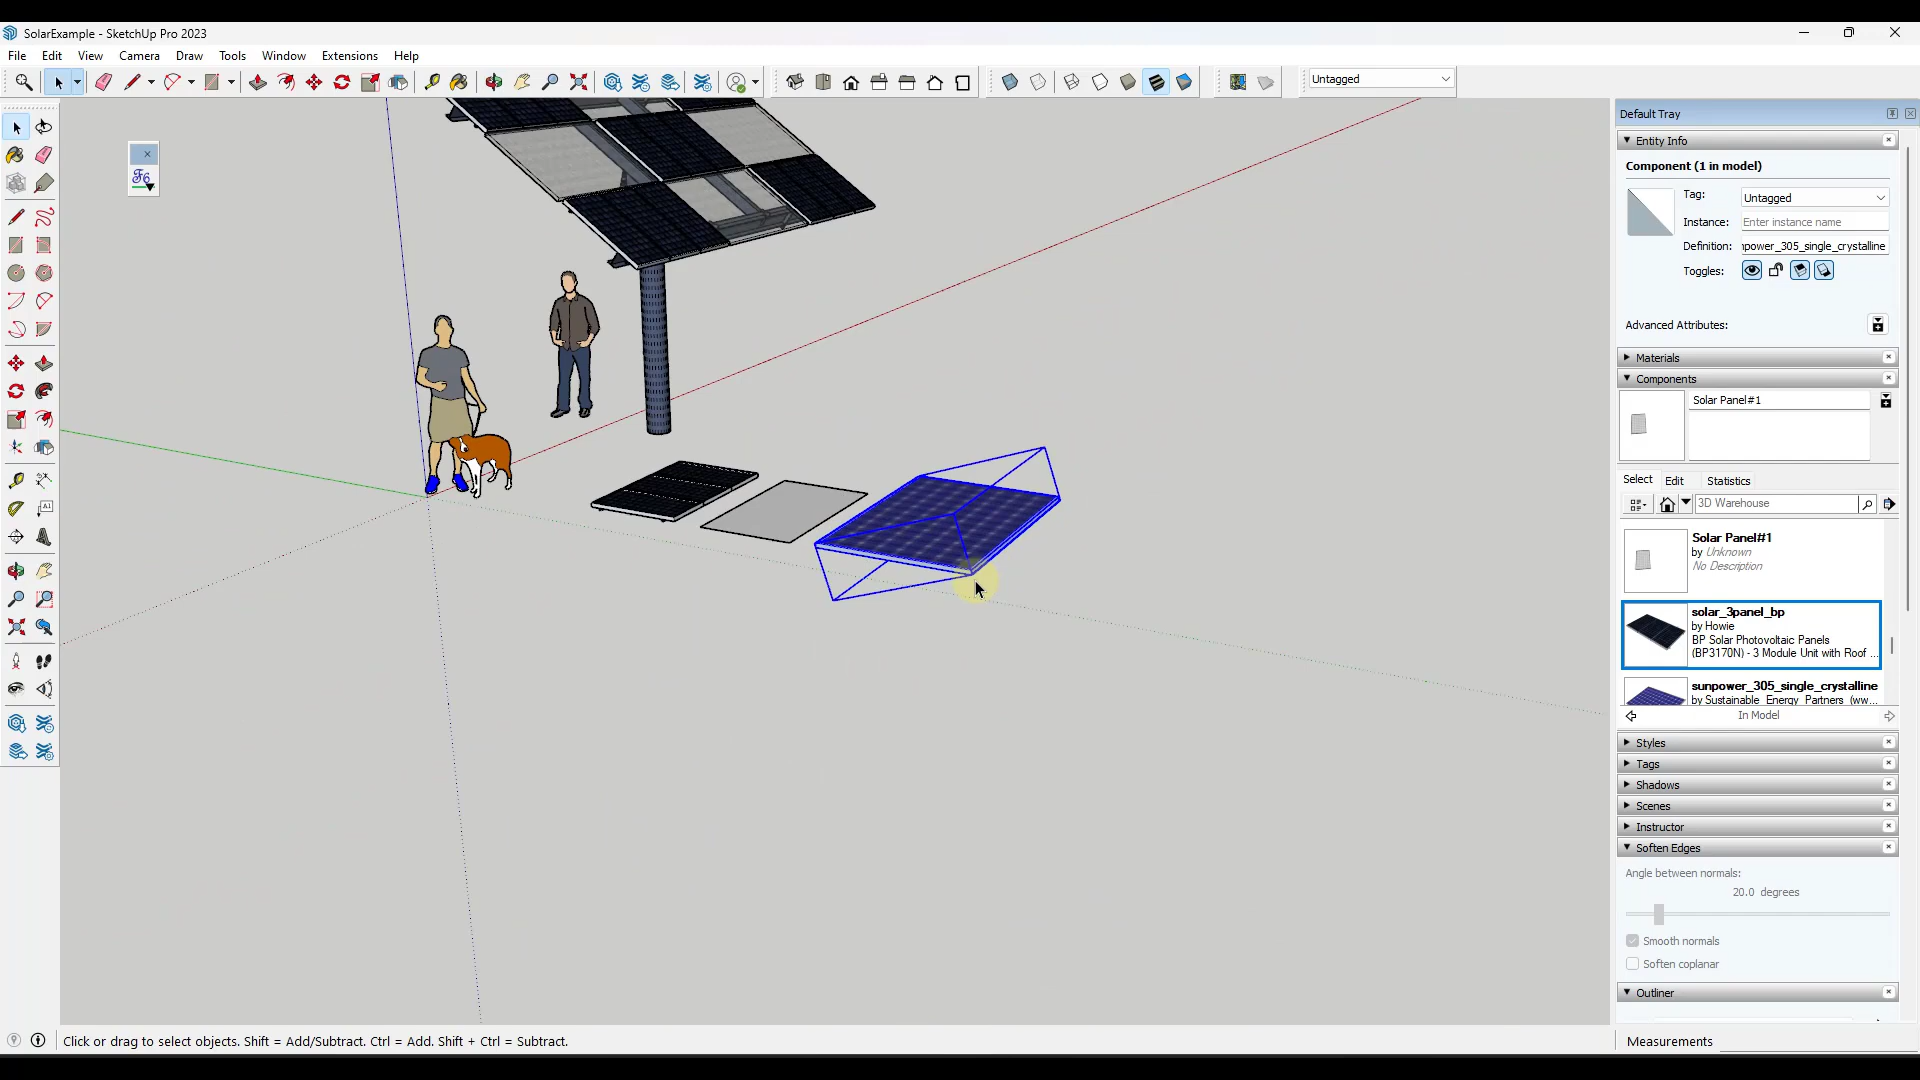 SolarExample - SketchUp Pro 2023
File Edit View Camera Draw Tools Window Extensions Help
Untagged
Default Tray
Entity Info
Component (1 in model)
Tag: Untagged
Instance: Enter instance name
Definition: power_305_single_crystalline
Toggles:
Advanced Attributes:
Materials
Components
Solar Panel#1
Select Edit Statistics
3D Warehouse
Solar Panel#1
by Unknown
No Description
solar_3panel_bp
by Howie
BP Solar Photovoltaic Panels
(BP3170N) - 3 Module Unit with Roof ...
sunpower_305_single_crystalline
by Sustainable Energy Partners (ww...
In Model
Styles
Tags
Shadows
Scenes
Instructor
Soften Edges
Angle between normals:
20.0 degrees
Smooth normals
Soften coplanar
Outliner
Click or drag to select objects. Shift = Add/Subtract. Ctrl = Add. Shift + Ctrl = Subtract.
Measurements